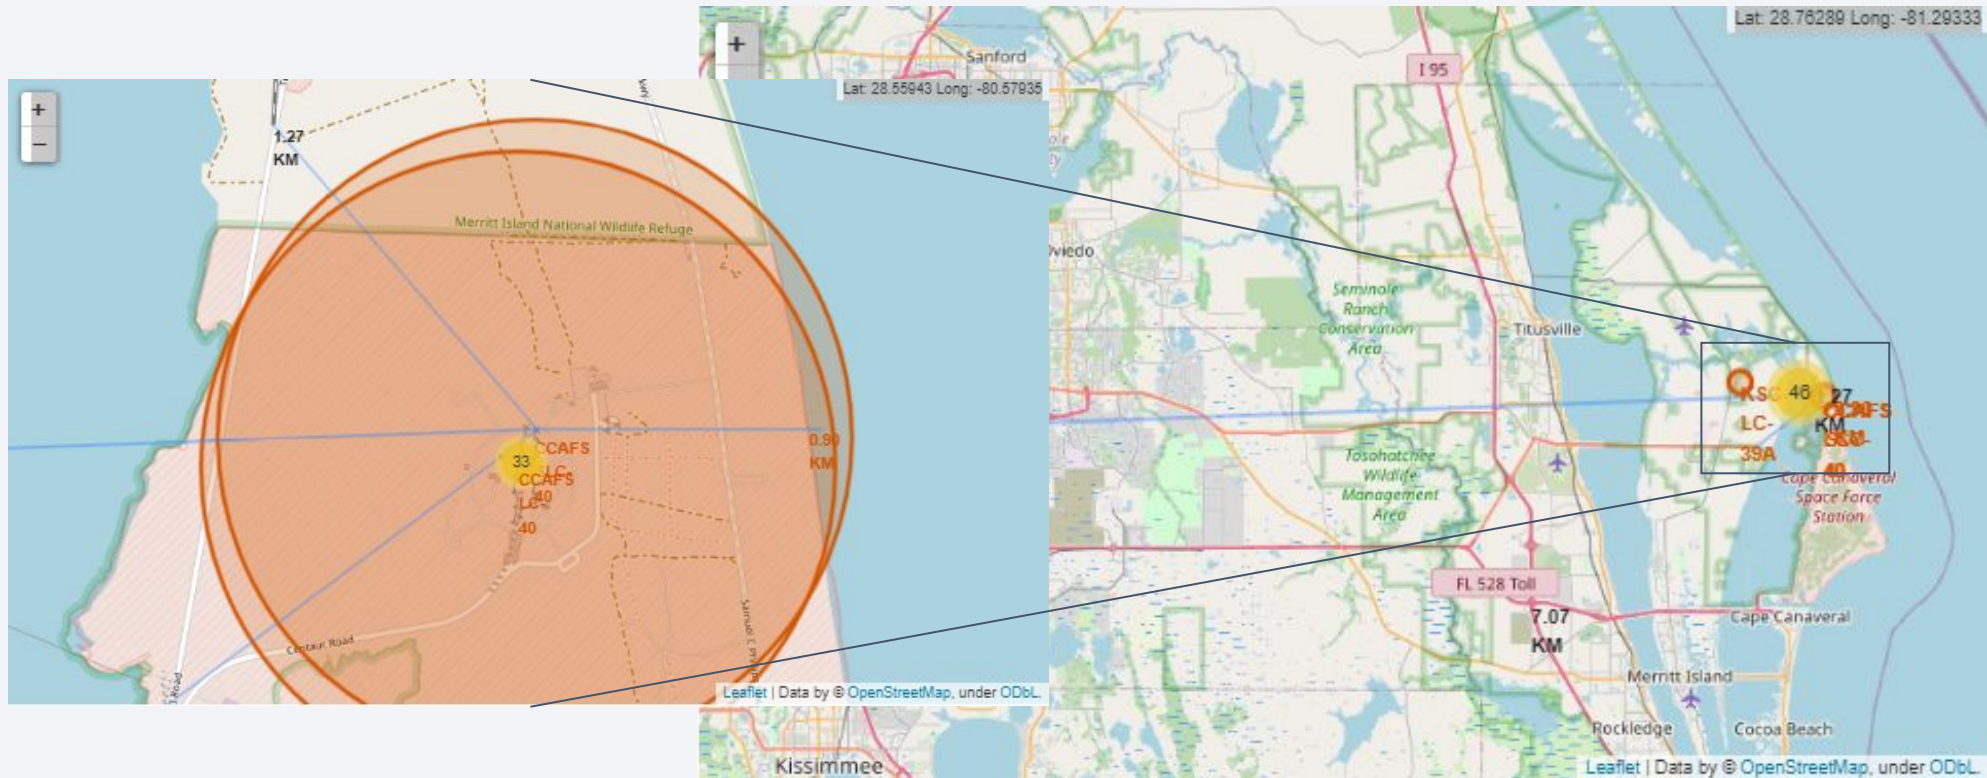 +
−
Lat: 28.55943 Long: -80.57935
1.27
KM
Merritt Island National Wildlife Refuge
0.90
KM
33
CCAFS
LC-
40
CCAFS
LC-
40
Centaur Road
Leaflet | Data by © OpenStreetMap, under ODbL.
+
Lat: 28.76289 Long: -81.29333
Sanford
I 95
Oviedo
Seminole
Ranch
Conservation
Area
Titusville
46
KSC
LC-
39A
27
KM
40
Tosohatchee
Wildlife
Management
Area
Cape Canaveral
Space Force
Station
FL 528 Toll
7.07
KM
Cape Canaveral
Merritt Island
Rockledge
Cocoa Beach
Kissimmee
Leaflet | Data by © OpenStreetMap, under ODbL.